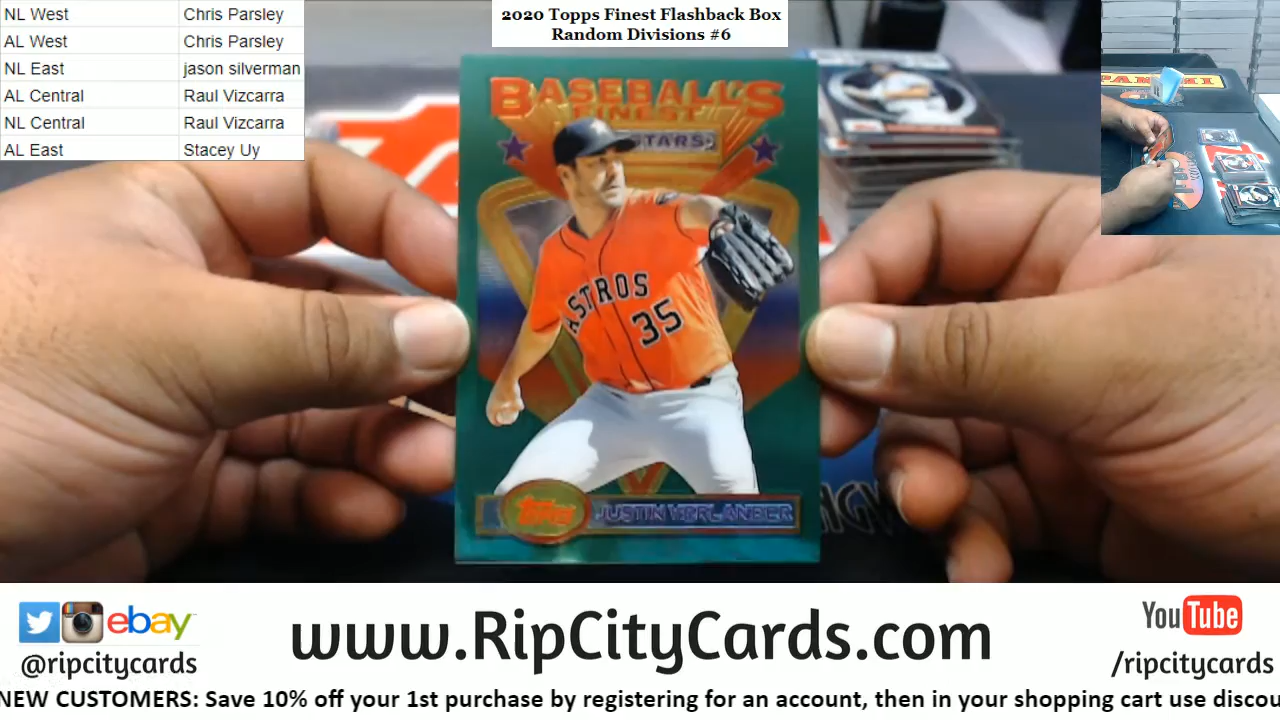 NL West Chris Parsley
AL West Chris Parsley
NL East jason silverman
AL Central Raul Vizcarra
NL Central Raul Vizcarra
AL East Stacey Uy
2020 Topps Finest Flashback Box
Random Divisions #6
BASEBALL'S
FINEST
STARS
ASTROS
35
Topps
JUSTIN VERLANDER
PANINI
ebay
@ripcitycards
www.RipCityCards.com
YouTube
/ripcitycards
NEW CUSTOMERS: Save 10% off your 1st purchase by registering for an account, then in your shopping cart use discou